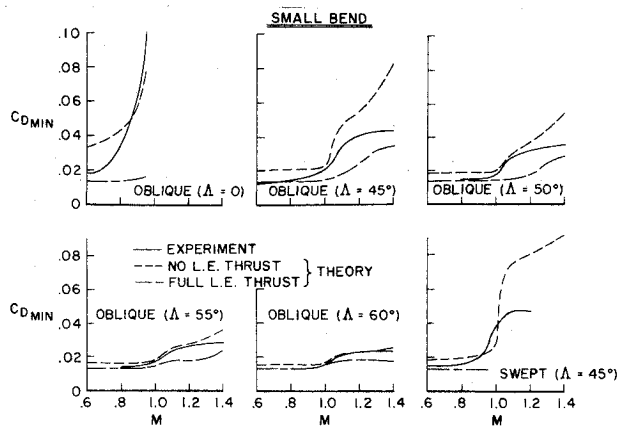 SMALL BEND
.10
.08
.06
.04
.02
0
C_DMIN
OBLIQUE (Λ = 0)
OBLIQUE (Λ = 45°)
OBLIQUE (Λ = 50°)
EXPERIMENT
NO L.E. THRUST
FULL L.E. THRUST
} THEORY
.06
.04
.02
0
C_DMIN
OBLIQUE (Λ = 55°)
OBLIQUE (Λ = 60°)
SWEPT (Λ = 45°)
.6 .8 1.0 1.2 1.4
.6 .8 1.0 1.2 1.4
.6 .8 1.0 1.2 1.4
M M M